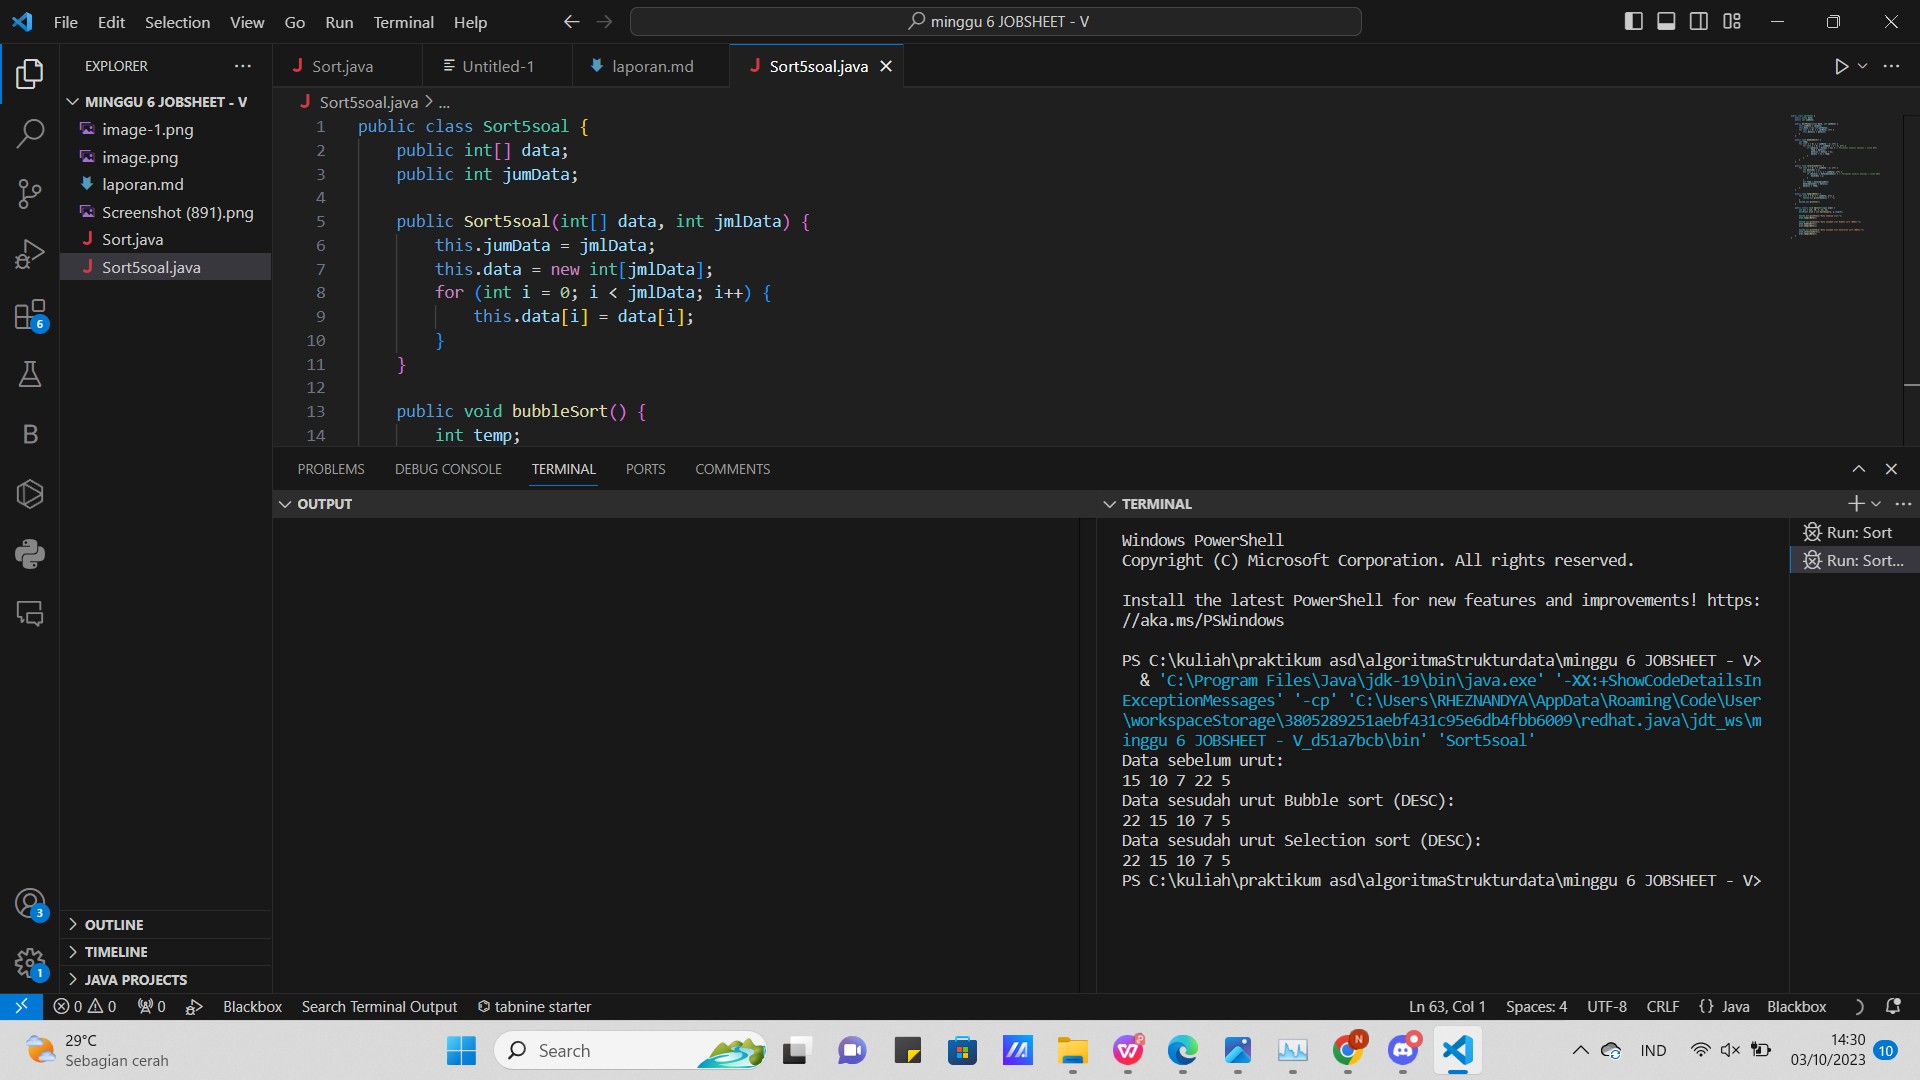 File Edit Selection View Go Run Terminal Help
minggu 6 JOBSHEET - V
EXPLORER
MINGGU 6 JOBSHEET - V
image-1.png
image.png
laporan.md
Screenshot (891).png
Sort.java
Sort5soal.java
OUTLINE
TIMELINE
JAVA PROJECTS
6
3
1
B
Sort.java Untitled-1 laporan.md Sort5soal.java
Sort5soal.java > ...
1 public class Sort5soal {
2 public int[] data;
3 public int jumData;
4
5 public Sort5soal(int[] data, int jmlData) {
6 this.jumData = jmlData;
7 this.data = new int[jmlData];
8 for (int i = 0; i < jmlData; i++) {
9 this.data[i] = data[i];
10 }
11 }
12
13 public void bubbleSort() {
14 int temp;
PROBLEMS DEBUG CONSOLE TERMINAL PORTS COMMENTS
OUTPUT
TERMINAL
Windows PowerShell
Copyright (C) Microsoft Corporation. All rights reserved.
Install the latest PowerShell for new features and improvements! https:
//aka.ms/PSWindows
PS C:\kuliah\praktikum asd\algoritmaStrukturdata\minggu 6 JOBSHEET - V>
& 'C:\Program Files\Java\jdk-19\bin\java.exe' '-XX:+ShowCodeDetailsIn
ExceptionMessages' '-cp' 'C:\Users\RHEZNANDYA\AppData\Roaming\Code\User
\workspaceStorage\3805289251aebf431c95e6db4fbb6009\redhat.java\jdt_ws\m
inggu 6 JOBSHEET - V_d51a7bcb\bin' 'Sort5soal'
Data sebelum urut:
15 10 7 22 5
Data sesudah urut Bubble sort (DESC):
22 15 10 7 5
Data sesudah urut Selection sort (DESC):
22 15 10 7 5
PS C:\kuliah\praktikum asd\algoritmaStrukturdata\minggu 6 JOBSHEET - V>
Run: Sort
Run: Sort...
0 0 0 Blackbox Search Terminal Output tabnine starter
Ln 63, Col 1 Spaces: 4 UTF-8 CRLF {} Java Blackbox
29°C
Sebagian cerah
Search
IND
14:30
03/10/2023
10